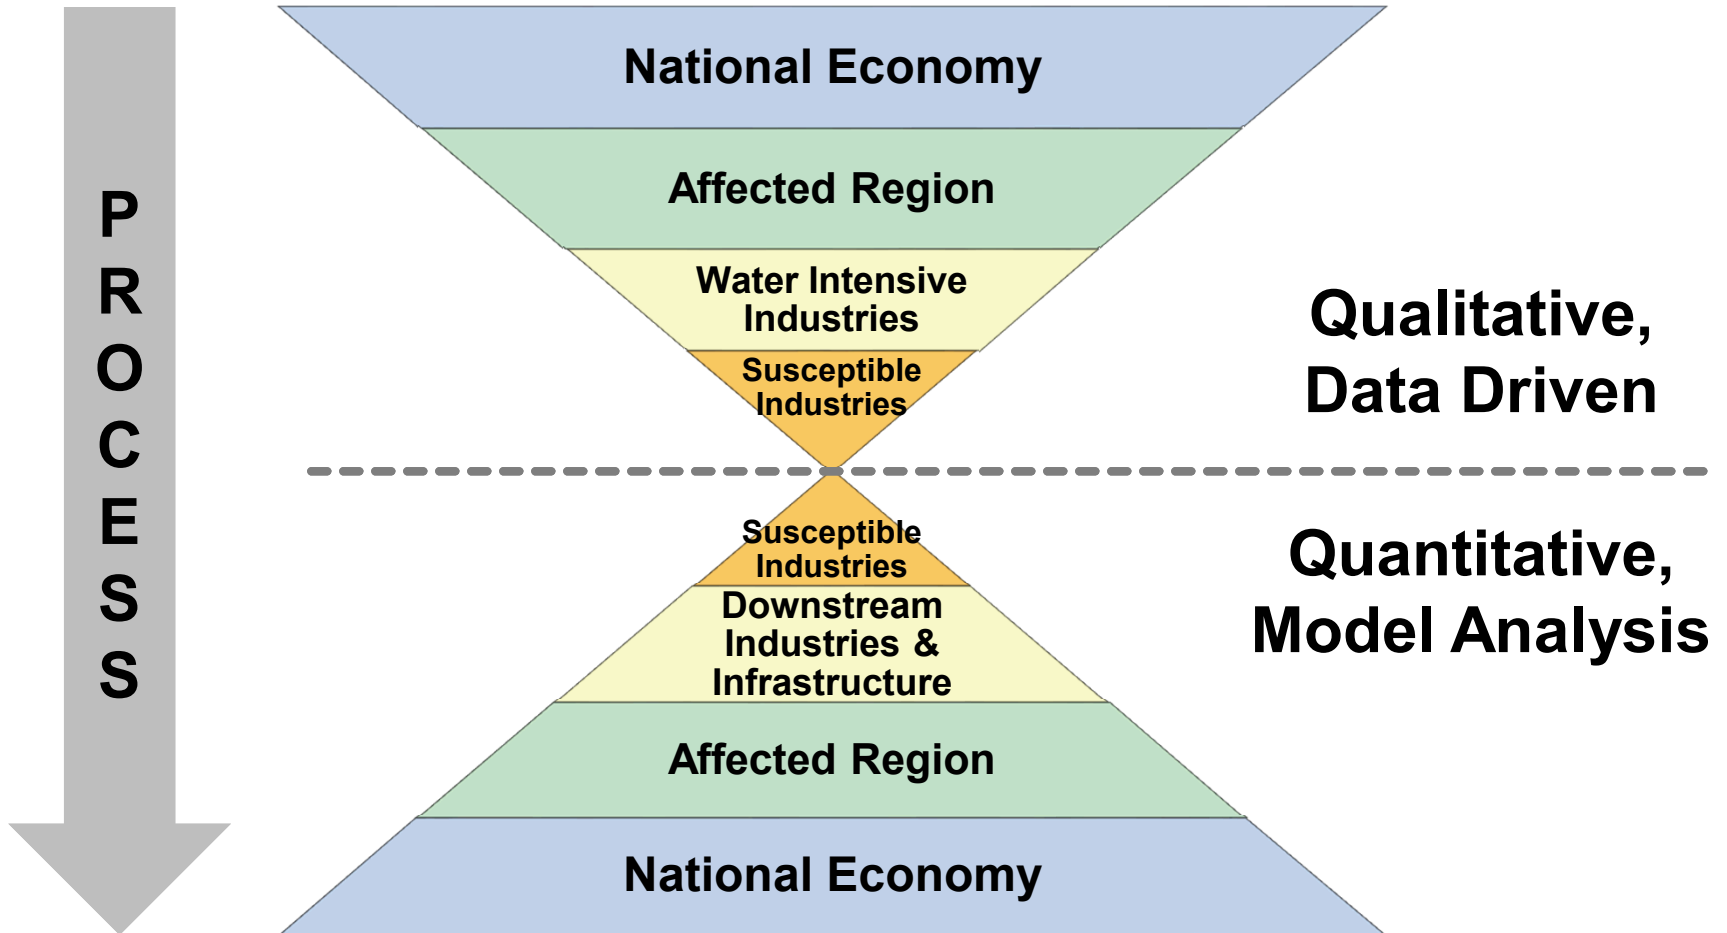 PROCESS
National Economy
Affected Region
Water Intensive
Industries
Susceptible
Industries
Qualitative,
Data Driven
Susceptible
Industries
Downstream
Industries &
Infrastructure
Quantitative,
Model Analysis
Affected Region
National Economy